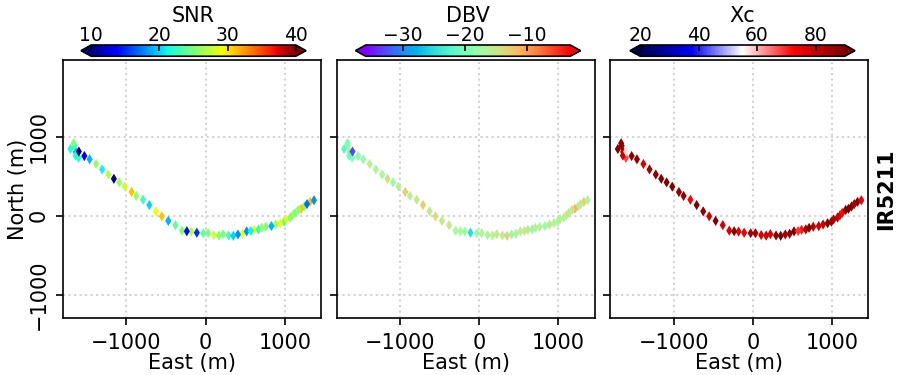 SNR DBV Xc
10 20 30 40 −30 −20 −10 20 40 60 80
North (m)
1000
0
−1000
IR5211
−1000 0 1000 −1000 0 1000 −1000 0 1000
East (m) East (m) East (m)